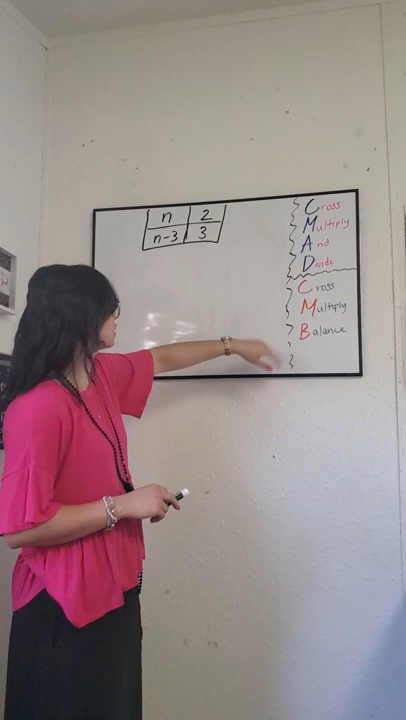 n 2
n-3 3
Cross
Multiply
And
Divide
Cross
Multiply
Balance